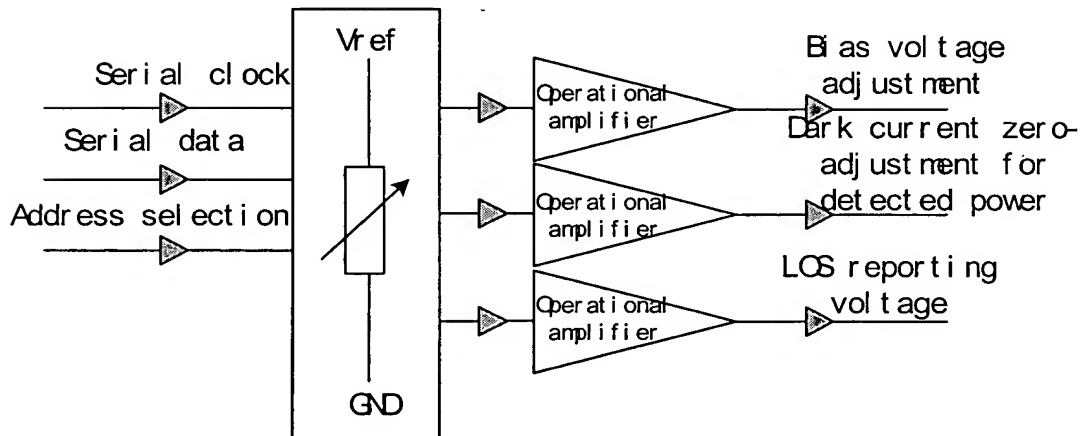 Vref
Serial clock
Serial data
Address selection
GND
Operational
amplifier
Operational
amplifier
Operational
amplifier
Bias voltage
adjustment
Dark current zero-
adjustment for
detected power
LOS reporting
voltage